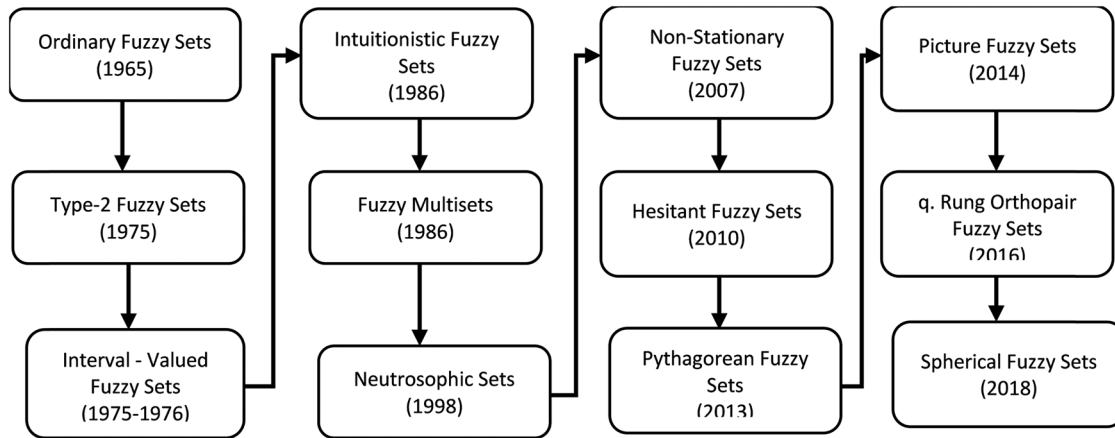 Ordinary Fuzzy Sets
(1965)
Type-2 Fuzzy Sets
(1975)
Interval - Valued
Fuzzy Sets
(1975-1976)
Intuitionistic Fuzzy
Sets
(1986)
Fuzzy Multisets
(1986)
Neutrosophic Sets
(1998)
Non-Stationary
Fuzzy Sets
(2007)
Hesitant Fuzzy Sets
(2010)
Pythagorean Fuzzy
Sets
(2013)
Picture Fuzzy Sets
(2014)
q. Rung Orthopair
Fuzzy Sets
(2016)
Spherical Fuzzy Sets
(2018)